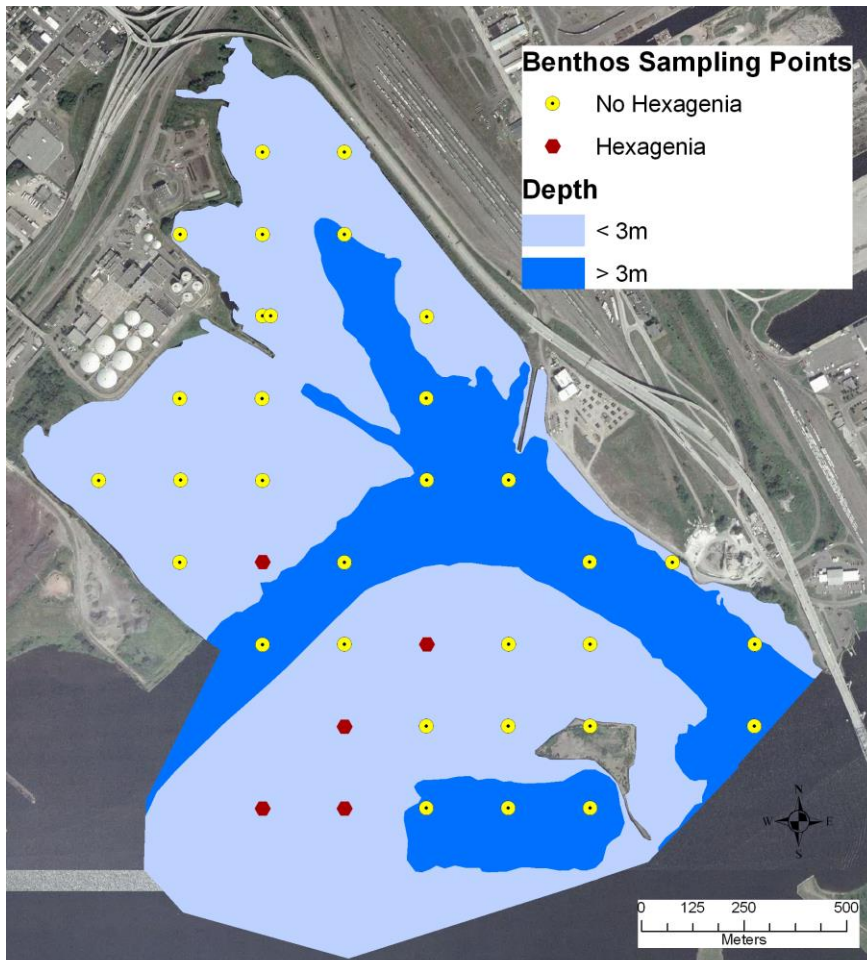 Benthos Sampling Points
No Hexagenia
Hexagenia
Depth
< 3m
> 3m
N
W E
S
0 125 250 500
Meters